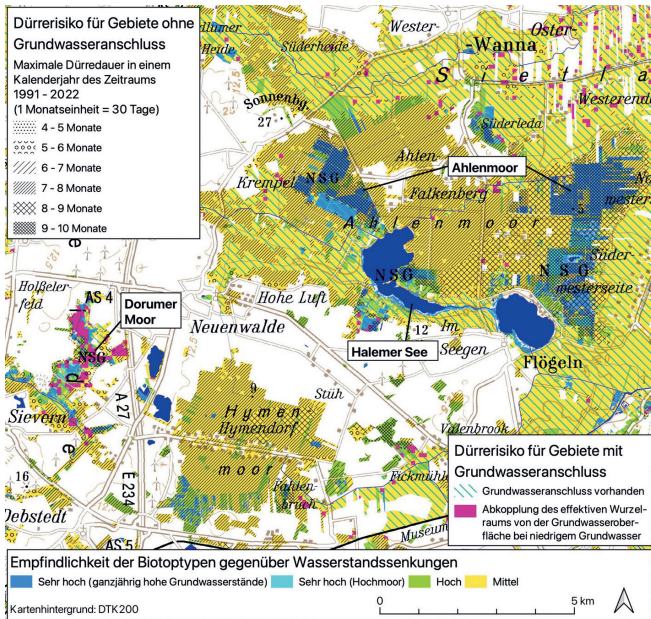 Dürrerisiko für Gebiete ohne
Grundwasseranschluss
Maximale Dürredauer in einem
Kalenderjahr des Zeitraums
1991 - 2022
(1 Monatseinheit = 30 Tage)
4 - 5 Monate
5 - 6 Monate
6 - 7 Monate
7 - 8 Monate
8 - 9 Monate
9 - 10 Monate
Heide
Süderheide
Wester-
Oster-
-Wanna
S i e t l a
Westerende
Sonnenbg.
27
Süderleda
Ahlen
Ahlenmoor
Krempel
NSG
Falkenberg
A h l e n m o o r
Süder-
mesterseite
N S G
NSG
Holßeler-
feld
AS 4
Dorumer
Moor
NSG
Hohe Luft
Neuenwalde
12
Im
Seegen
Halemer See
Flögeln
Stüh
Sievern
A 27
9
H y m e n -
Hymendorf
m o o r
Valenbrook
Fickmühlen
16
Debstedt
E 234
Fahlen-
bruch
Museum
AS 5
Dürrerisiko für Gebiete mit
Grundwasseranschluss
Grundwasseranschluss vorhanden
Abkopplung des effektiven Wurzel-
raums von der Grundwasserober-
fläche bei niedrigem Grundwasser
Empfindlichkeit der Biotoptypen gegenüber Wasserstandssenkungen
Sehr hoch (ganzjährig hohe Grundwasserstände)
Sehr hoch (Hochmoor)
Hoch
Mittel
Kartenhintergrund: DTK200
0
5 km